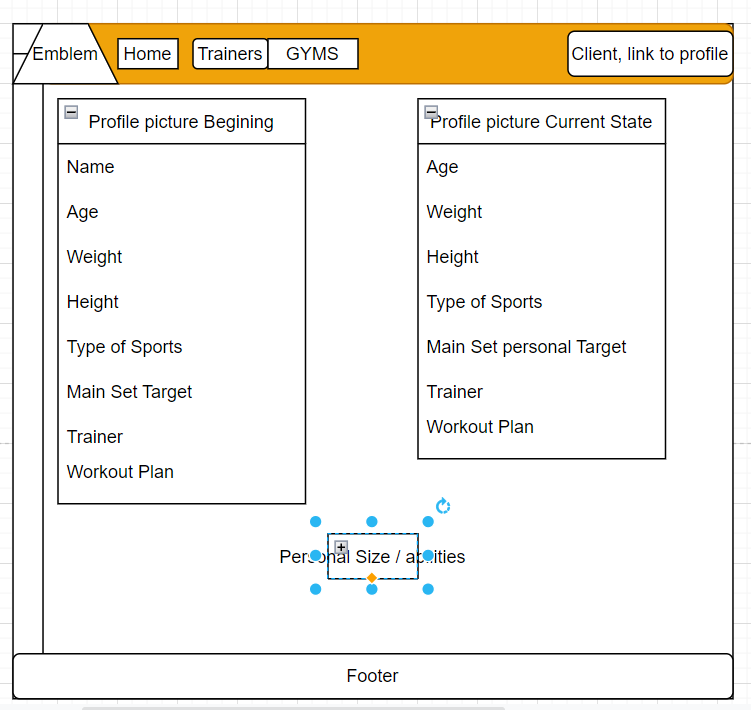 Emblem
Home
Trainers
GYMS
Client, link to profile
Profile picture Begining
Name
Age
Weight
Height
Type of Sports
Main Set Target
Trainer
Workout Plan
Profile picture Current State
Age
Weight
Height
Type of Sports
Main Set personal Target
Trainer
Workout Plan
Personal Size / abilities
Footer